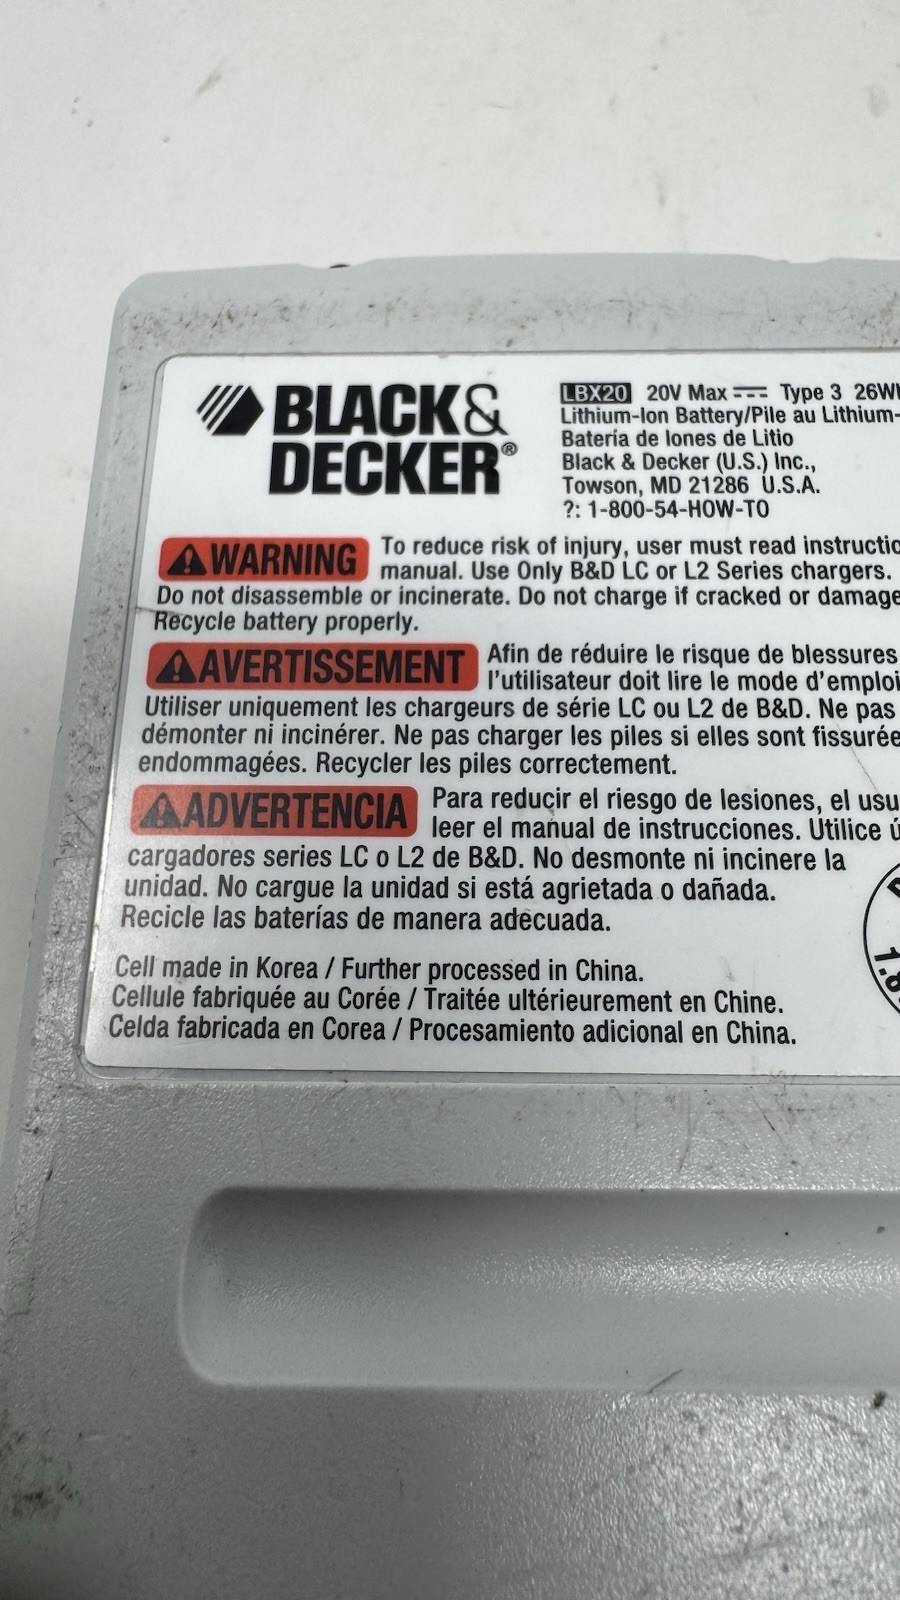 BLACK&
DECKER®
LBX20 20V Max Type 3 26Wh
Lithium-Ion Battery/Pile au Lithium-
Batería de Iones de Litio
Black & Decker (U.S.) Inc.,
Towson, MD 21286 U.S.A.
?: 1-800-54-HOW-TO
WARNING To reduce risk of injury, user must read instructio
manual. Use Only B&D LC or L2 Series chargers.
Do not disassemble or incinerate. Do not charge if cracked or damage
Recycle battery properly.
AVERTISSEMENT Afin de réduire le risque de blessures
l'utilisateur doit lire le mode d'emploi
Utiliser uniquement les chargeurs de série LC ou L2 de B&D. Ne pas
démonter ni incinérer. Ne pas charger les piles si elles sont fissurée
endommagées. Recycler les piles correctement.
ADVERTENCIA Para reducir el riesgo de lesiones, el usu
leer el manual de instrucciones. Utilice ú
cargadores series LC o L2 de B&D. No desmonte ni incinere la
unidad. No cargue la unidad si está agrietada o dañada.
Recicle las baterías de manera adecuada.
Cell made in Korea / Further processed in China.
Cellule fabriquée au Corée / Traitée ultérieurement en Chine.
Celda fabricada en Corea / Procesamiento adicional en China.